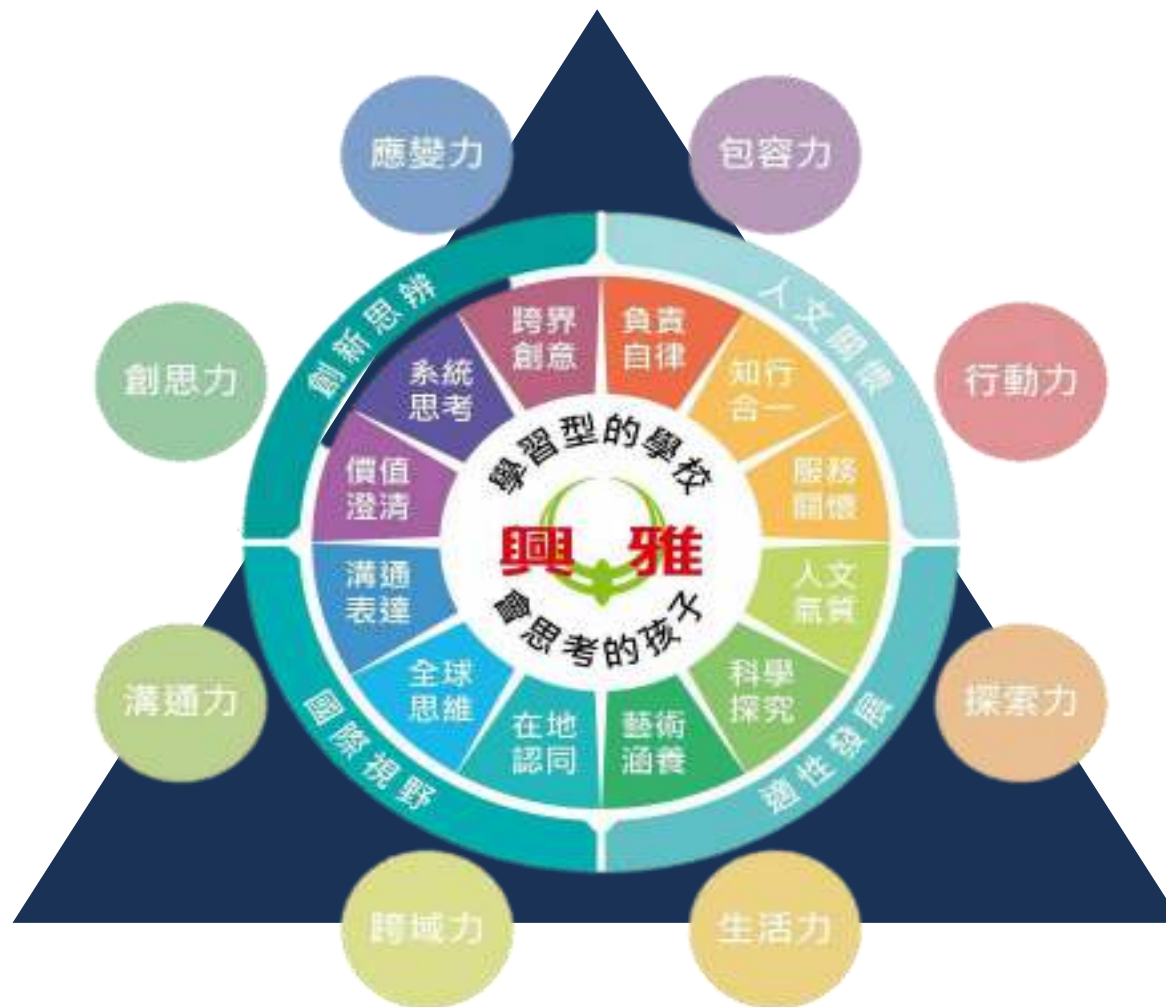 應變力
包容力
創思力
行動力
溝通力
探索力
跨域力
生活力
創新思辨
人文關懷
國際視野
適性發展
跨界
創意
負責
自律
知行
合一
服務
關懷
人文
氣質
科學
探究
藝術
涵養
在地
認同
全球
思維
溝通
表達
價值
澄清
系統
思考
學習型的學校
興雅
會思考的孩子